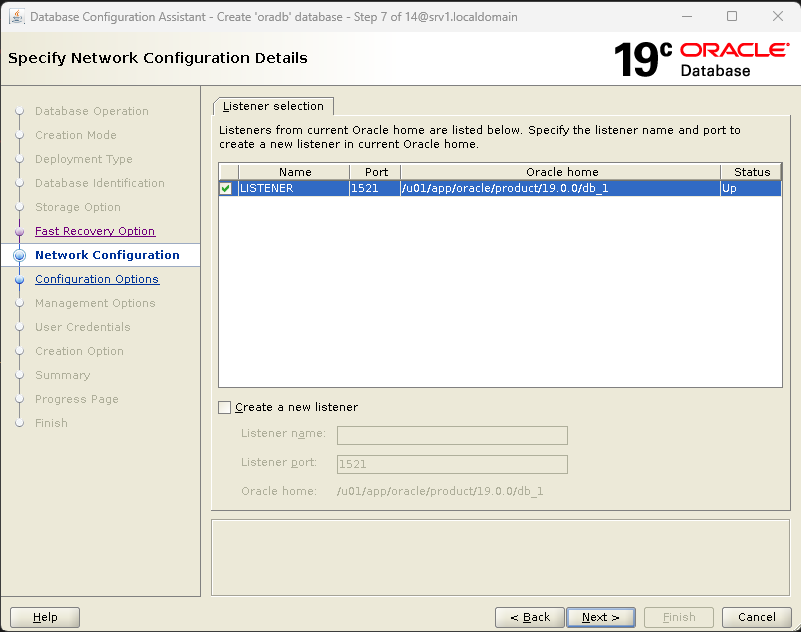 Database Configuration Assistant - Create 'oradb' database - Step 7 of 14@srv1.localdomain
Specify Network Configuration Details
19c ORACLE
Database
Database Operation
Creation Mode
Deployment Type
Database Identification
Storage Option
Fast Recovery Option
Network Configuration
Configuration Options
Management Options
User Credentials
Creation Option
Summary
Progress Page
Finish
Listener selection
Listeners from current Oracle home are listed below. Specify the listener name and port to
create a new listener in current Oracle home.
Name Port Oracle home Status
LISTENER 1521 /u01/app/oracle/product/19.0.0/db_1 Up
Create a new listener
Listener name:
Listener port: 1521
Oracle home: /u01/app/oracle/product/19.0.0/db_1
Help < Back Next > Finish Cancel